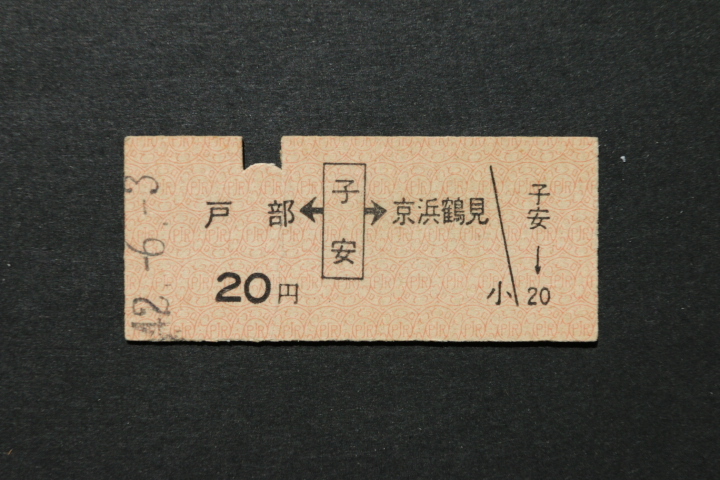 42.-6.-3
戸部←子安→京浜鶴見
20円
小
子安
↓
20